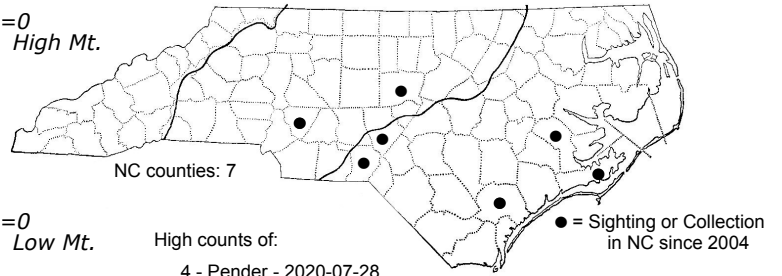 =0
High Mt.
NC counties: 7
=0
Low Mt.
High counts of:
4 - Pender - 2020-07-28
● = Sighting or Collection
in NC since 2004